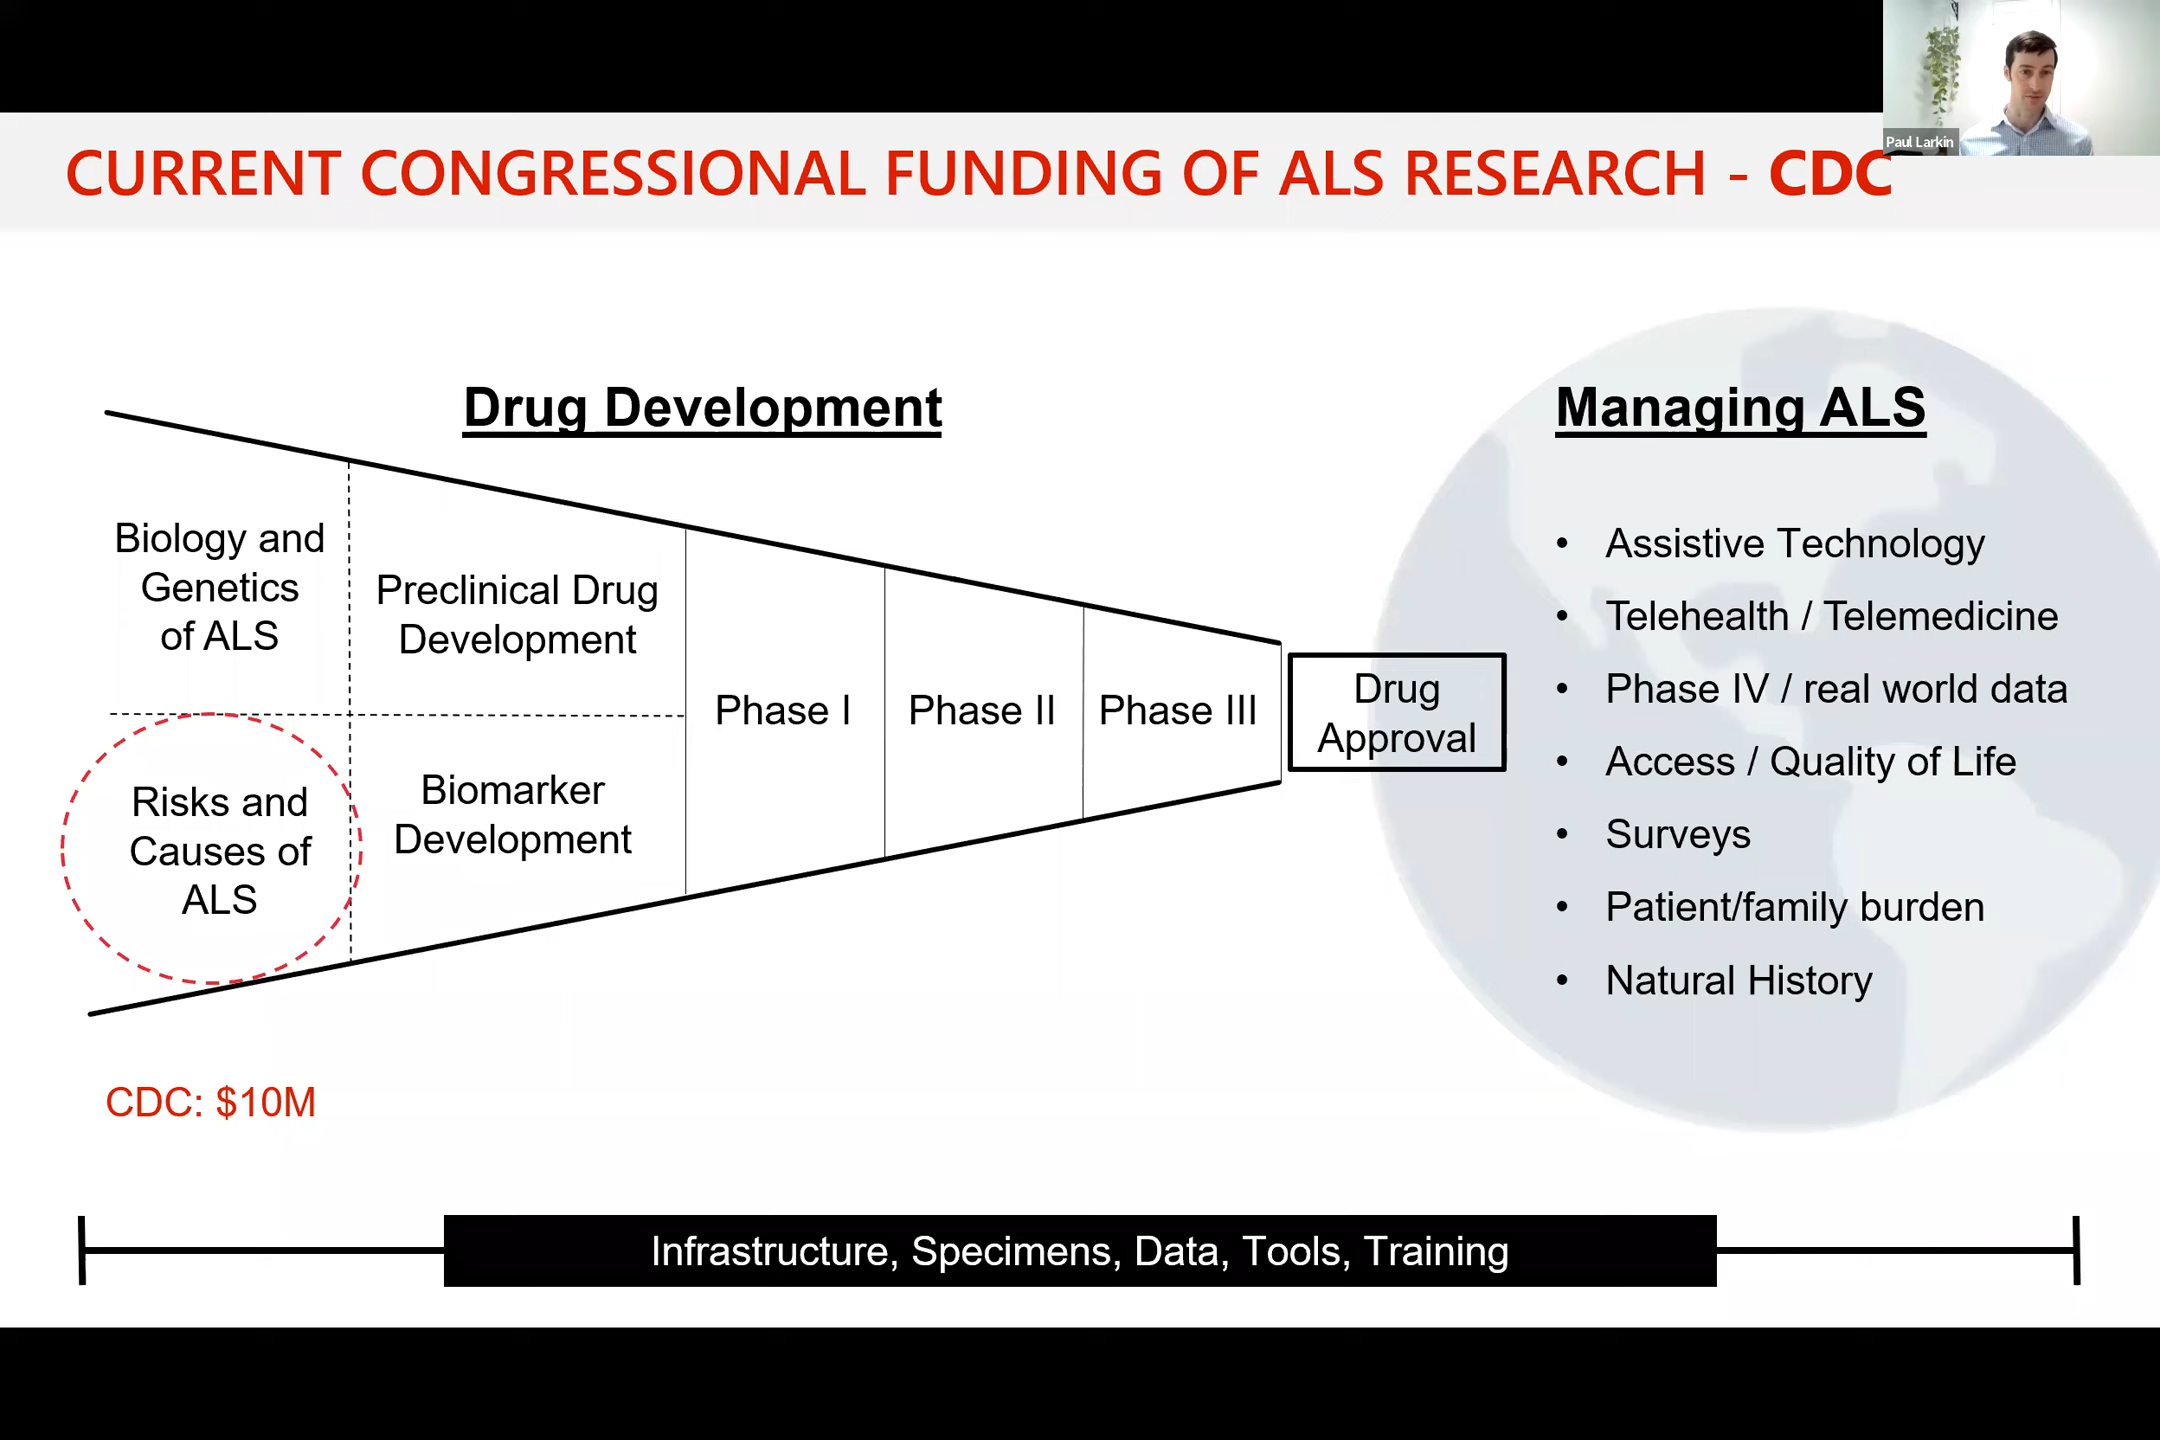 Paul Larkin
CURRENT CONGRESSIONAL FUNDING OF ALS RESEARCH - CDC
Drug Development
Biology and
Genetics
of ALS
Preclinical Drug
Development
Risks and
Causes of
ALS
Biomarker
Development
Phase I
Phase II
Phase III
Drug
Approval
Managing ALS
• Assistive Technology
• Telehealth / Telemedicine
• Phase IV / real world data
• Access / Quality of Life
• Surveys
• Patient/family burden
• Natural History
CDC: $10M
Infrastructure, Specimens, Data, Tools, Training